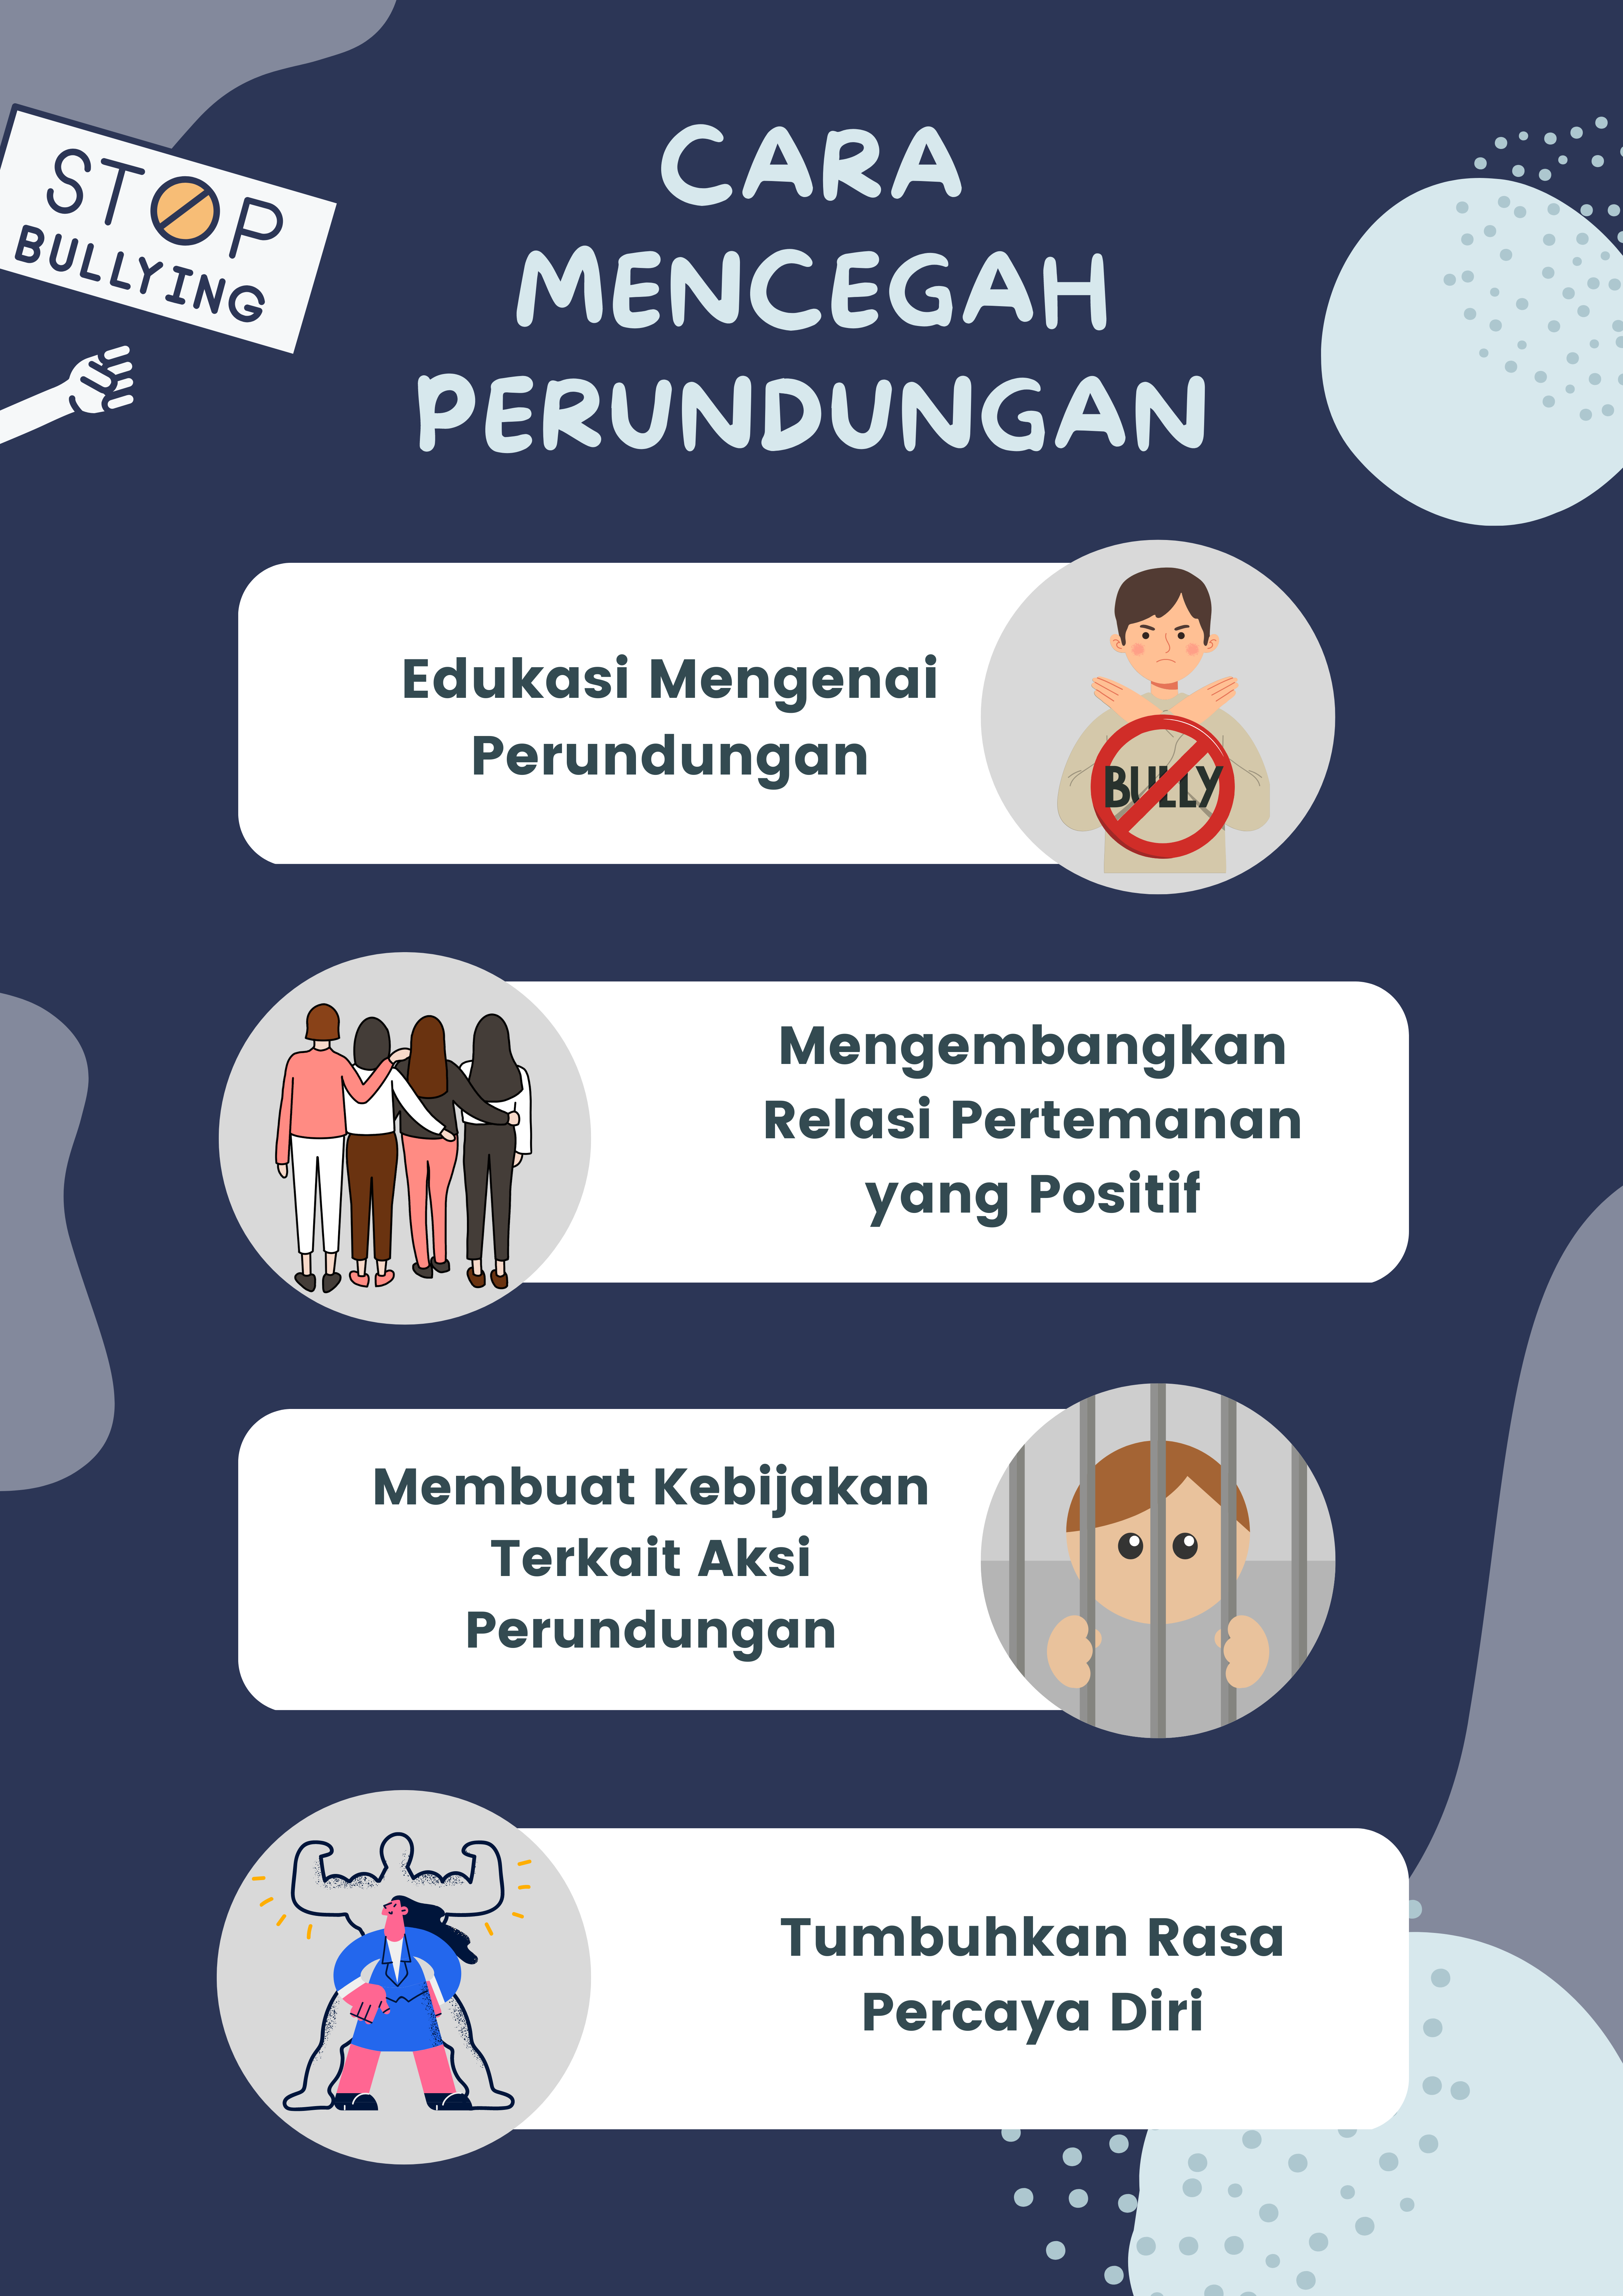 STOP
BULLYING
CARA
MENCEGAH
PERUNDUNGAN
Edukasi Mengenai
Perundungan
BULLY
Mengembangkan
Relasi Pertemanan
yang Positif
Membuat Kebijakan
Terkait Aksi
Perundungan
Tumbuhkan Rasa
Percaya Diri